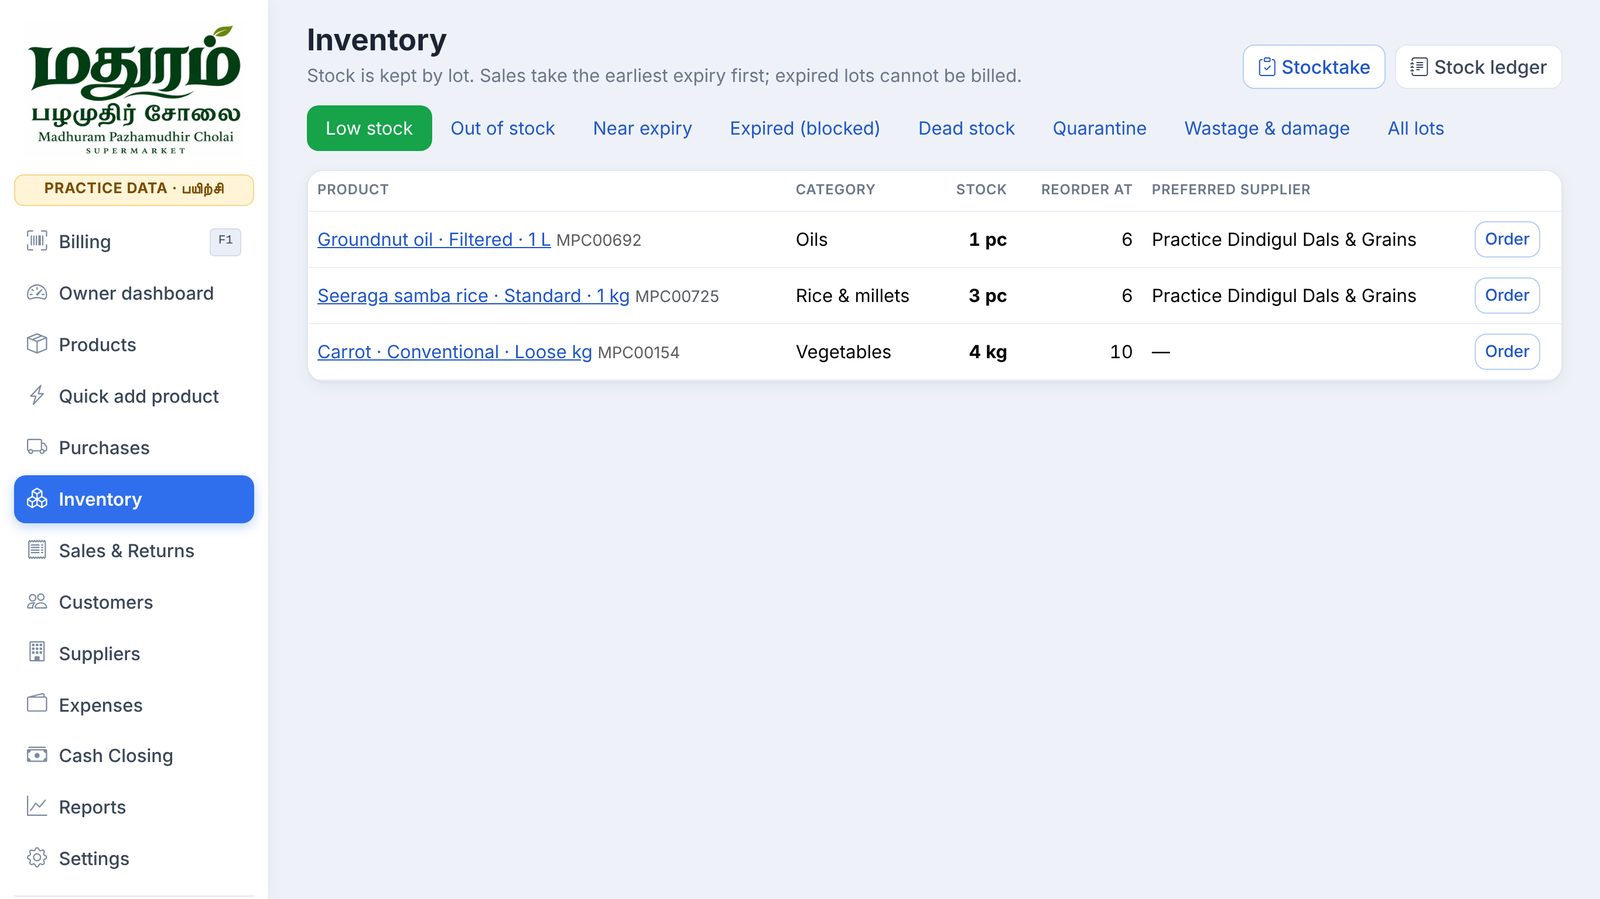 மதுரம்
பழமுதிர் சோலை
Madhuram Pazhamudhir Cholai
SUPERMARKET
PRACTICE DATA · பயிற்சி
Billing F1
Owner dashboard
Products
Quick add product
Purchases
Inventory
Sales & Returns
Customers
Suppliers
Expenses
Cash Closing
Reports
Settings
Inventory
Stock is kept by lot. Sales take the earliest expiry first; expired lots cannot be billed.
Stocktake Stock ledger
Low stock Out of stock Near expiry Expired (blocked) Dead stock Quarantine Wastage & damage All lots
PRODUCT CATEGORY STOCK REORDER AT PREFERRED SUPPLIER
Groundnut oil · Filtered · 1 L MPC00692 Oils 1 pc 6 Practice Dindigul Dals & Grains Order
Seeraga samba rice · Standard · 1 kg MPC00725 Rice & millets 3 pc 6 Practice Dindigul Dals & Grains Order
Carrot · Conventional · Loose kg MPC00154 Vegetables 4 kg 10 — Order